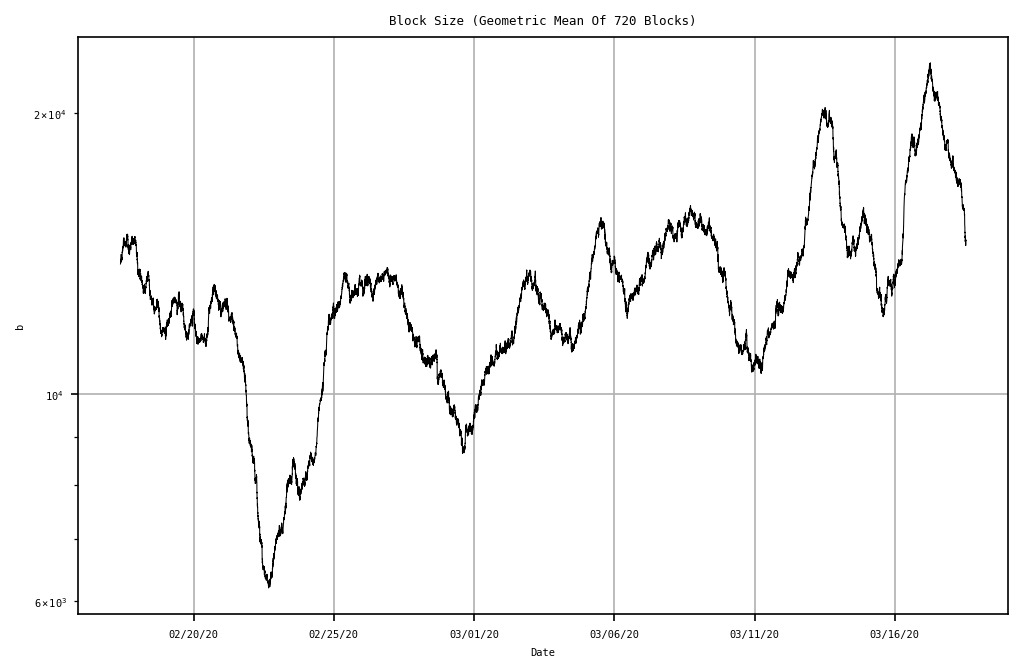 Block Size (Geometric Mean Of 720 Blocks)
2×10⁴
b
10⁴
6×10³
02/20/20 02/25/20 03/01/20 03/06/20 03/11/20 03/16/20
Date